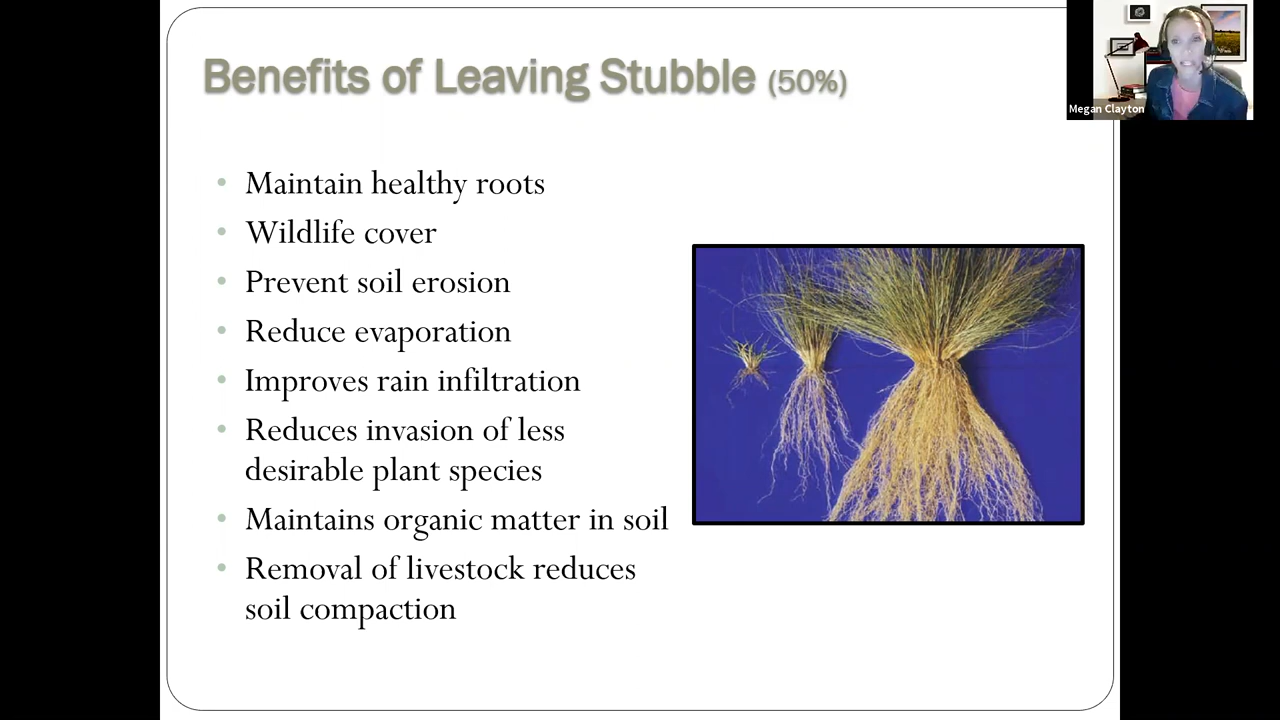 Benefits of Leaving Stubble (50%)
Megan Clayton
• Maintain healthy roots
• Wildlife cover
• Prevent soil erosion
• Reduce evaporation
• Improves rain infiltration
• Reduces invasion of less
desirable plant species
• Maintains organic matter in soil
• Removal of livestock reduces
soil compaction